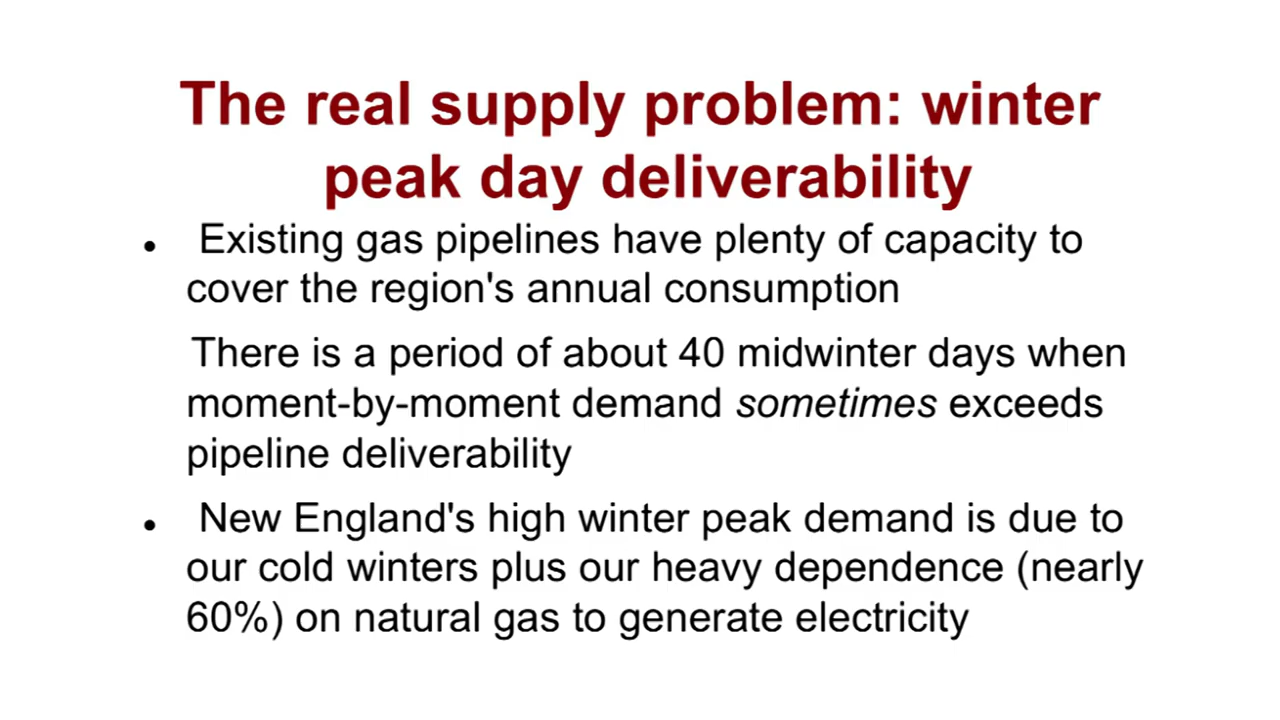 The real supply problem: winter
peak day deliverability
• Existing gas pipelines have plenty of capacity to
cover the region's annual consumption
There is a period of about 40 midwinter days when
moment-by-moment demand sometimes exceeds
pipeline deliverability
• New England's high winter peak demand is due to
our cold winters plus our heavy dependence (nearly
60%) on natural gas to generate electricity